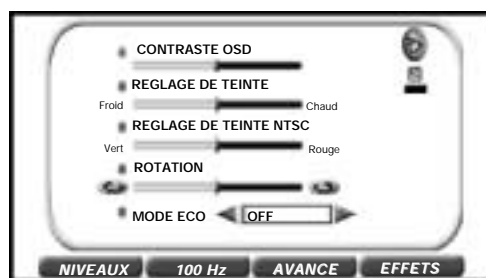 CONTRASTE OSD
REGLAGE DE TEINTE
Froid Chaud
REGLAGE DE TEINTE NTSC
Vert Rouge
ROTATION
MODE ECO OFF
NIVEAUX 100 Hz AVANCE EFFETS